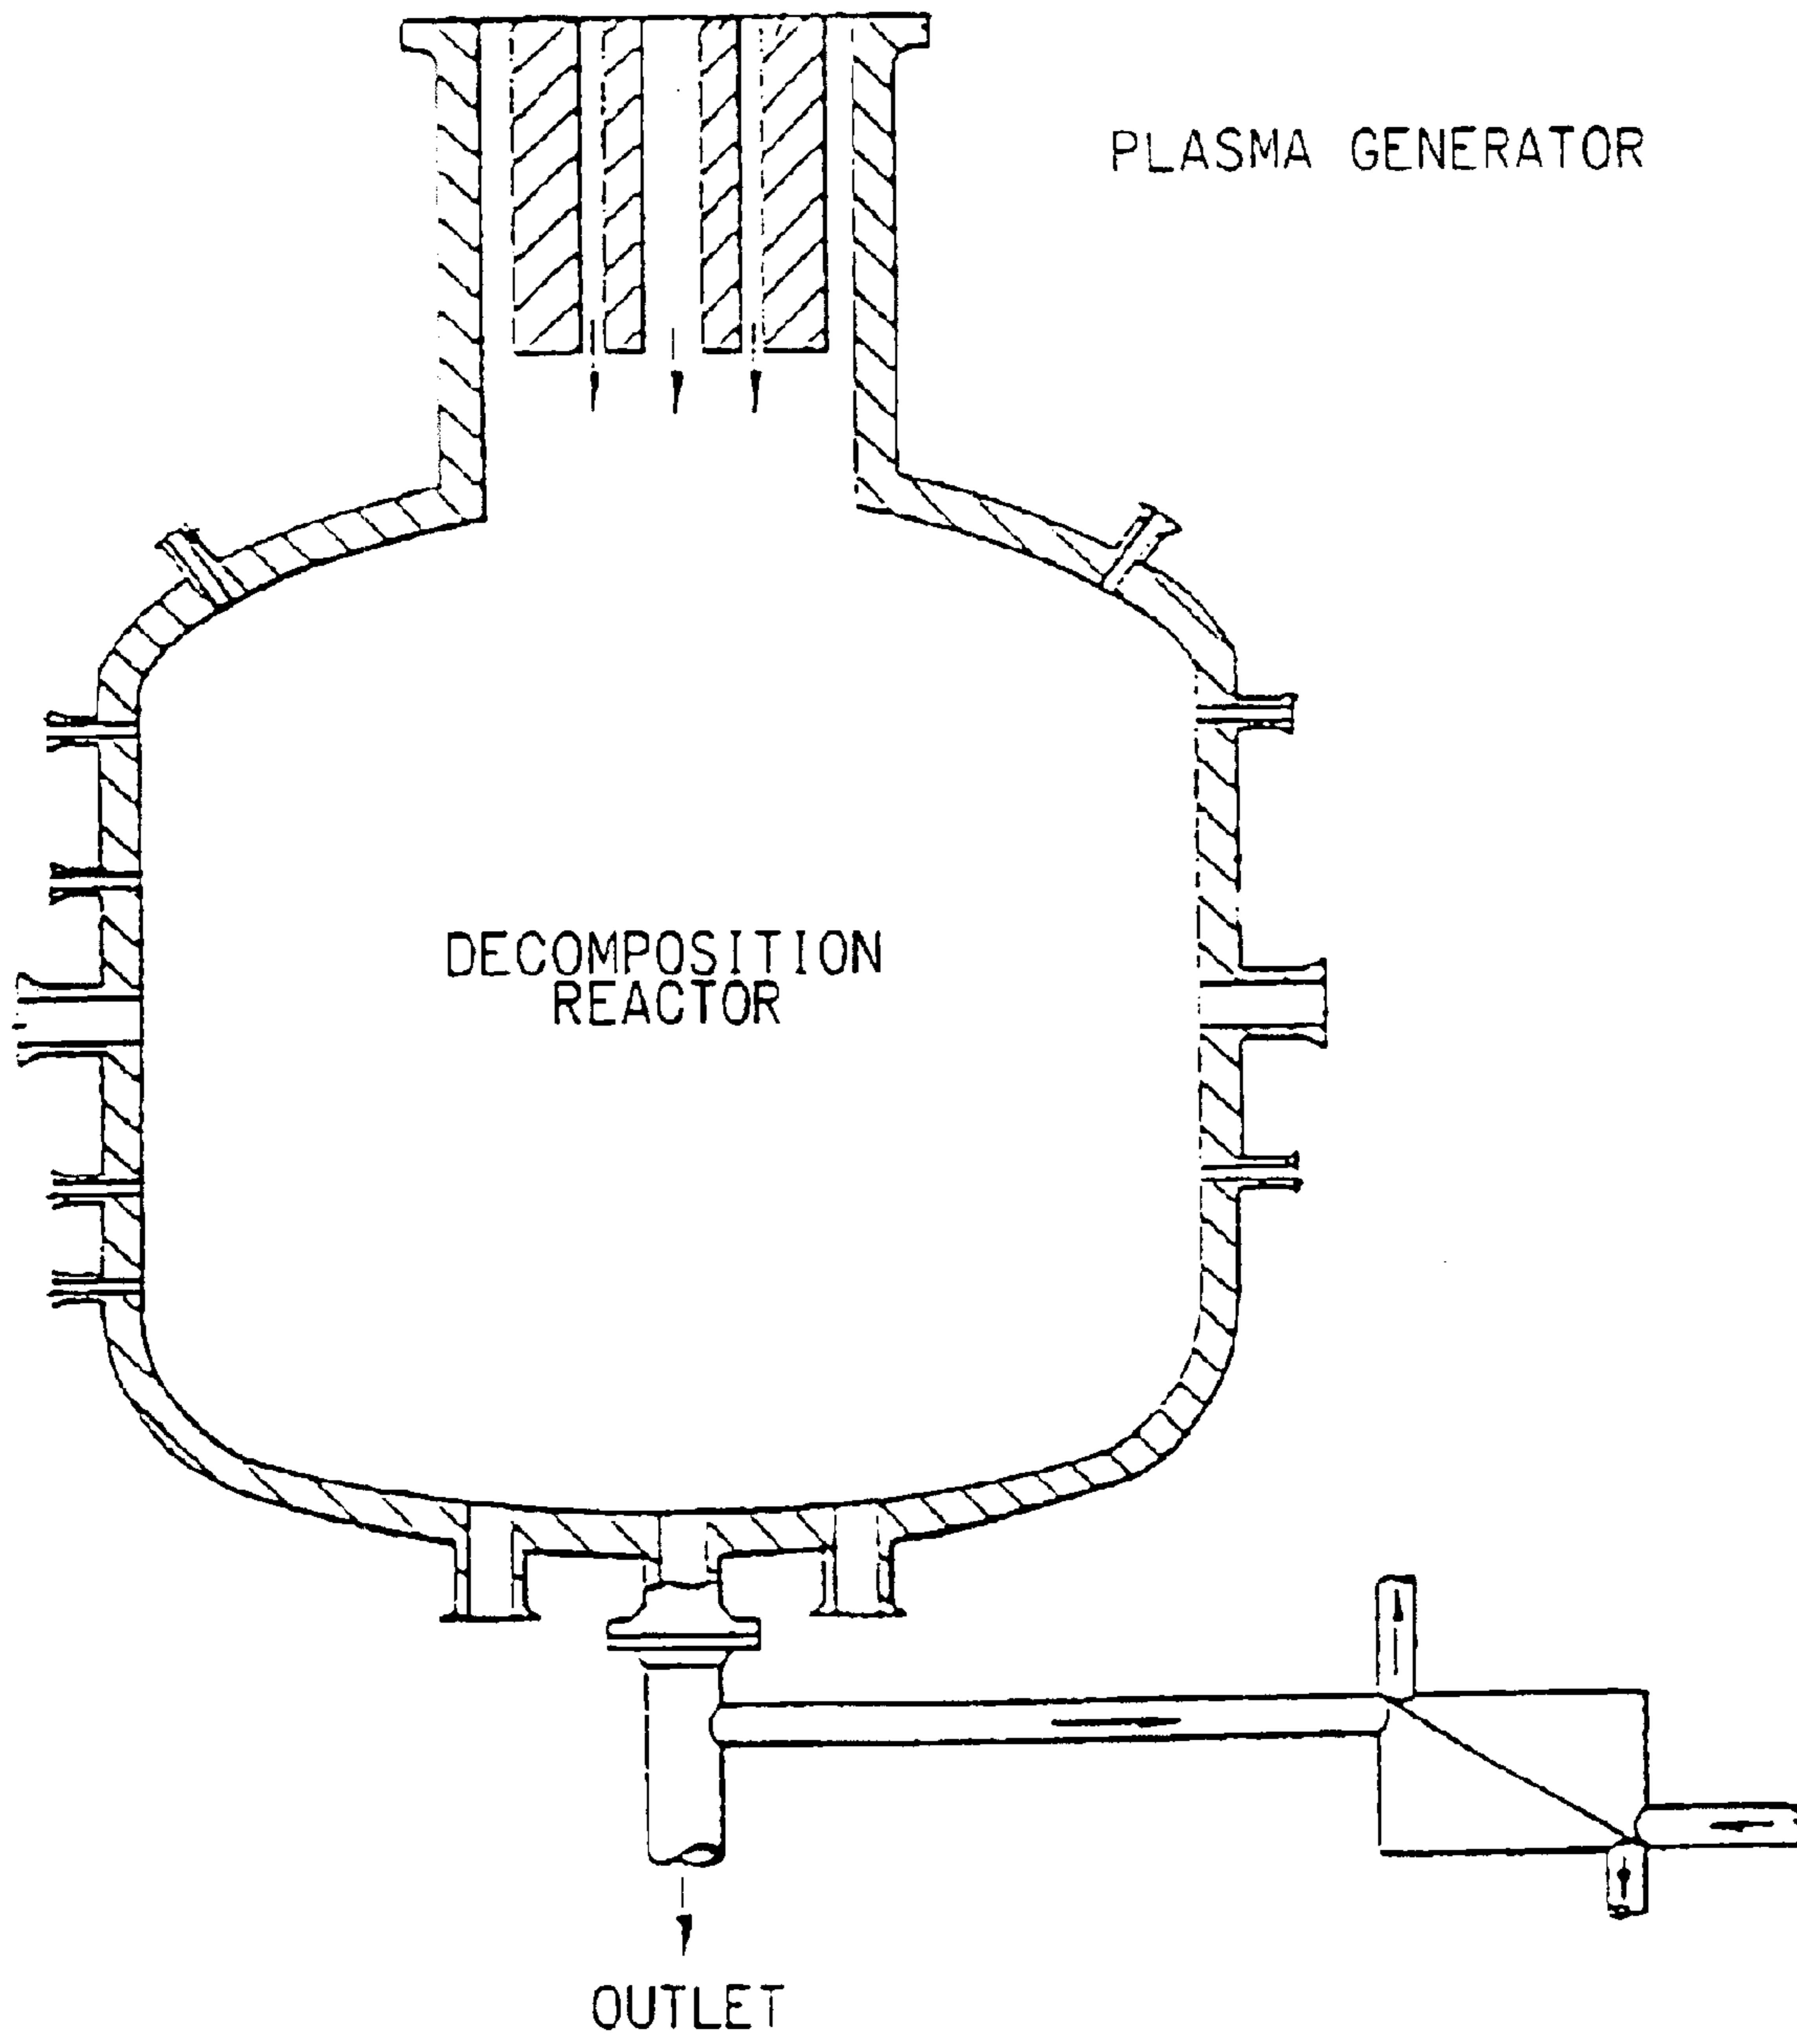 PLASMA GENERATOR
DECOMPOSITION
REACTOR
OUTLET